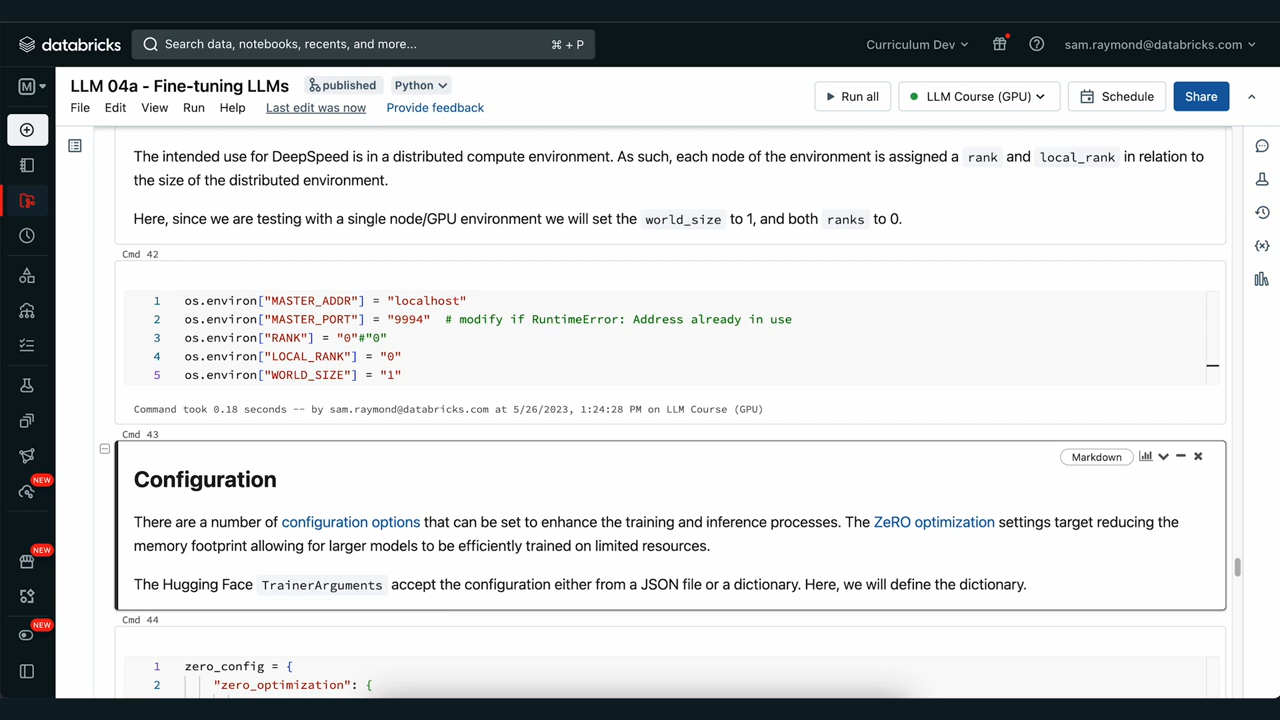 databricks
Search data, notebooks, recents, and more...
⌘ + P
Curriculum Dev
sam.raymond@databricks.com
M
LLM 04a - Fine-tuning LLMs
published
Python
File Edit View Run Help Last edit was now Provide feedback
Run all
LLM Course (GPU)
Schedule
Share
The intended use for DeepSpeed is in a distributed compute environment. As such, each node of the environment is assigned a rank and local_rank in relation to
the size of the distributed environment.
Here, since we are testing with a single node/GPU environment we will set the world_size to 1, and both ranks to 0.
Cmd 42
1 os.environ["MASTER_ADDR"] = "localhost"
2 os.environ["MASTER_PORT"] = "9994" # modify if RuntimeError: Address already in use
3 os.environ["RANK"] = "0"#"0"
4 os.environ["LOCAL_RANK"] = "0"
5 os.environ["WORLD_SIZE"] = "1"
Command took 0.18 seconds -- by sam.raymond@databricks.com at 5/26/2023, 1:24:28 PM on LLM Course (GPU)
Cmd 43
Markdown
Configuration
There are a number of configuration options that can be set to enhance the training and inference processes. The ZeRO optimization settings target reducing the
memory footprint allowing for larger models to be efficiently trained on limited resources.
The Hugging Face TrainerArguments accept the configuration either from a JSON file or a dictionary. Here, we will define the dictionary.
Cmd 44
1 zero_config = {
2 "zero_optimization": {
NEW
NEW
NEW